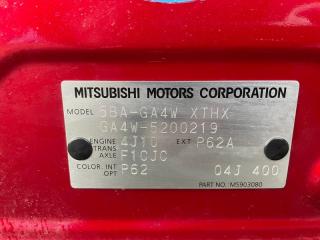 MITSUBISHI MOTORS CORPORATION
MODEL 5BA-GA4W XTHX
GA4W-5200219
ENGINE 4J10 EXT P62A
TRANS. AXLE F1CJC
COLOR. INT P62 04J 400
OPT
PART NO. MS903080